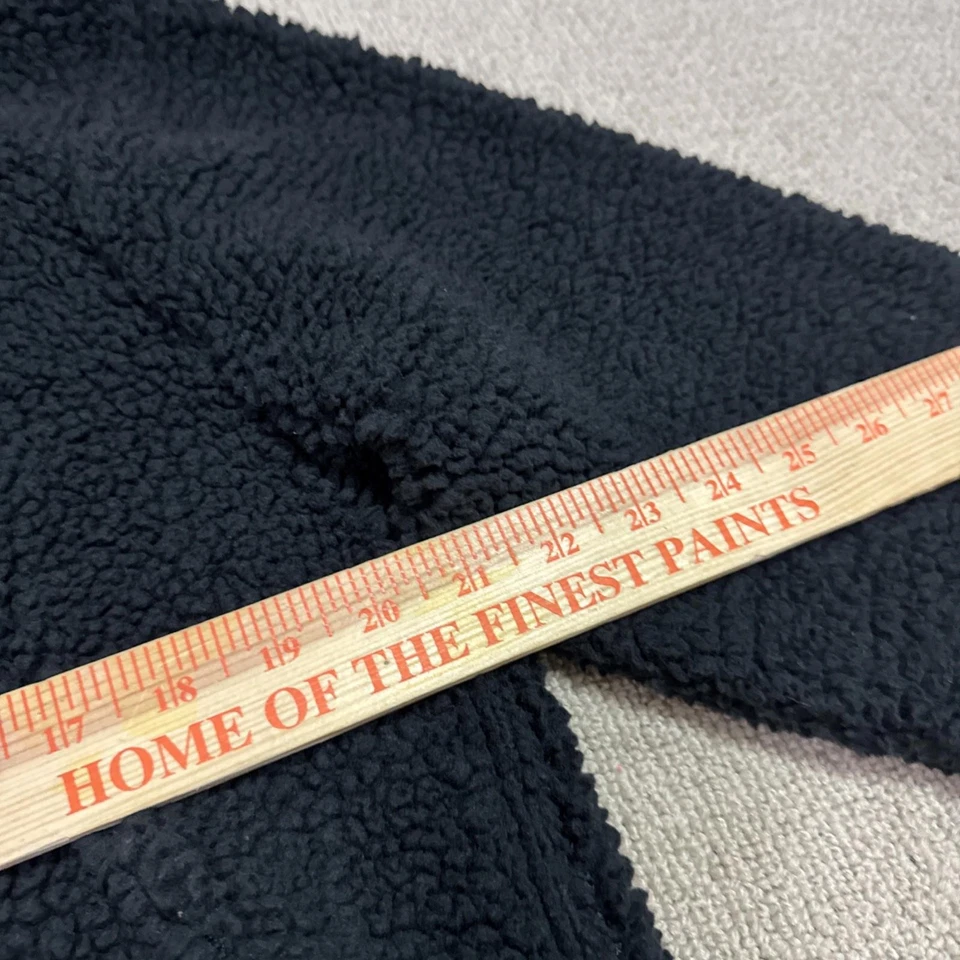 17 18 19 20 21 22 23 24 25 26 27
HOME OF THE FINEST PAINTS